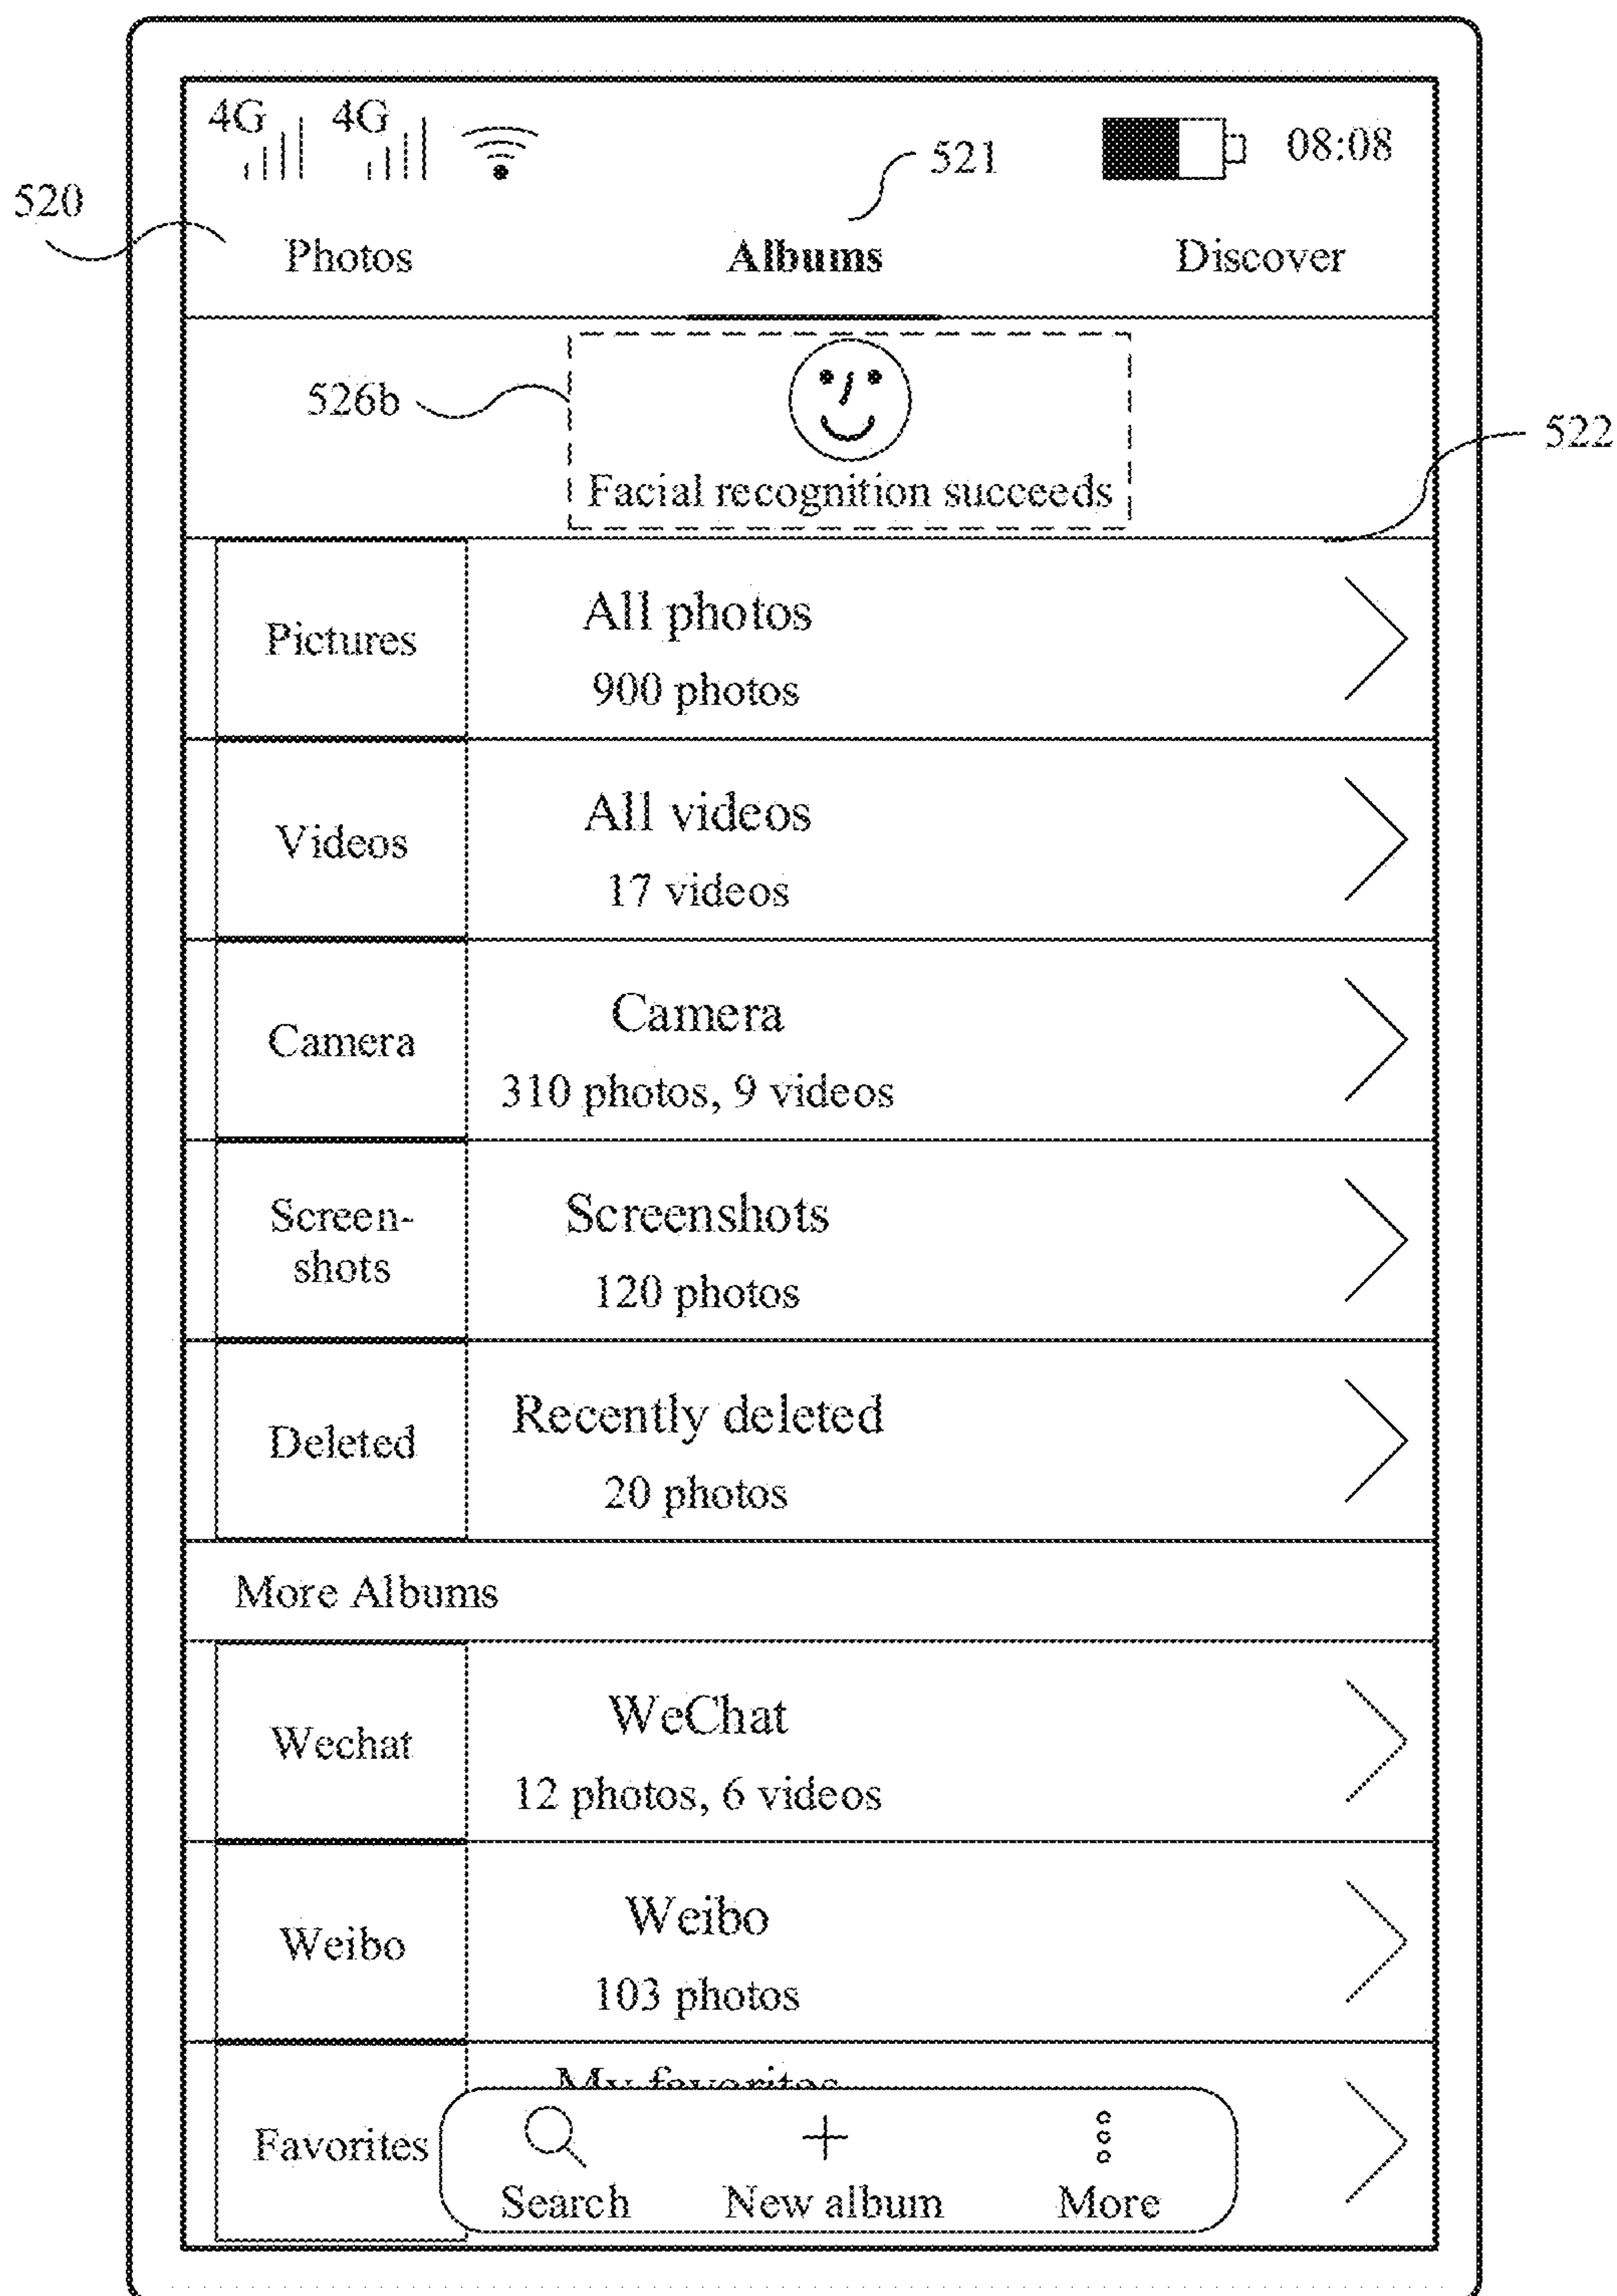 4G 4G 08:08
521
520
Photos Albums Discover
526b
522
Facial recognition succeeds
Pictures
All photos
900 photos
Videos
All videos
17 videos
Camera
Camera
310 photos, 9 videos
Screen-
shots
Screenshots
120 photos
Deleted
Recently deleted
20 photos
More Albums
Wechat
WeChat
12 photos, 6 videos
Weibo
Weibo
103 photos
Favorites
My favorites
Search New album More